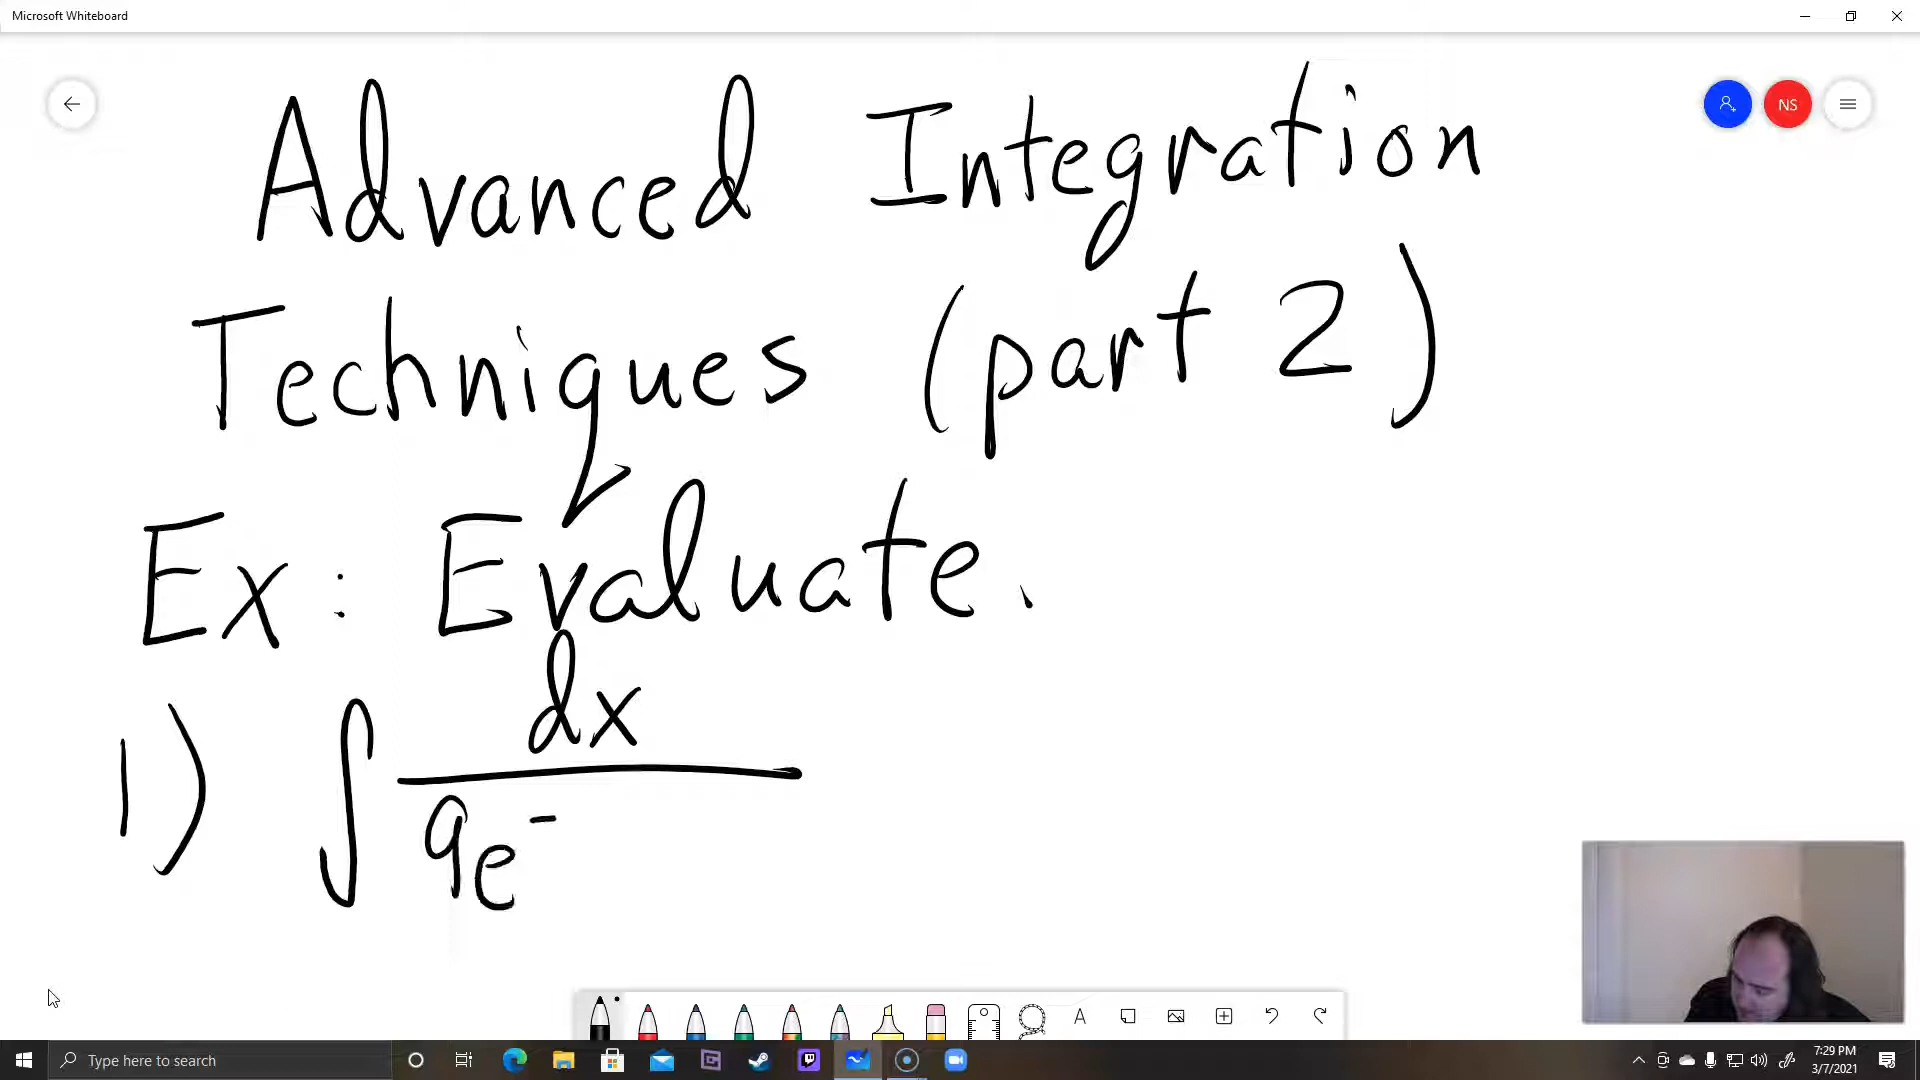 Microsoft Whiteboard
NS
Advanced Integration
Techniques (part 2)
Ex: Evaluate.
1) ∫ dx
9e⁻
A
Type here to search
7:29 PM
3/7/2021